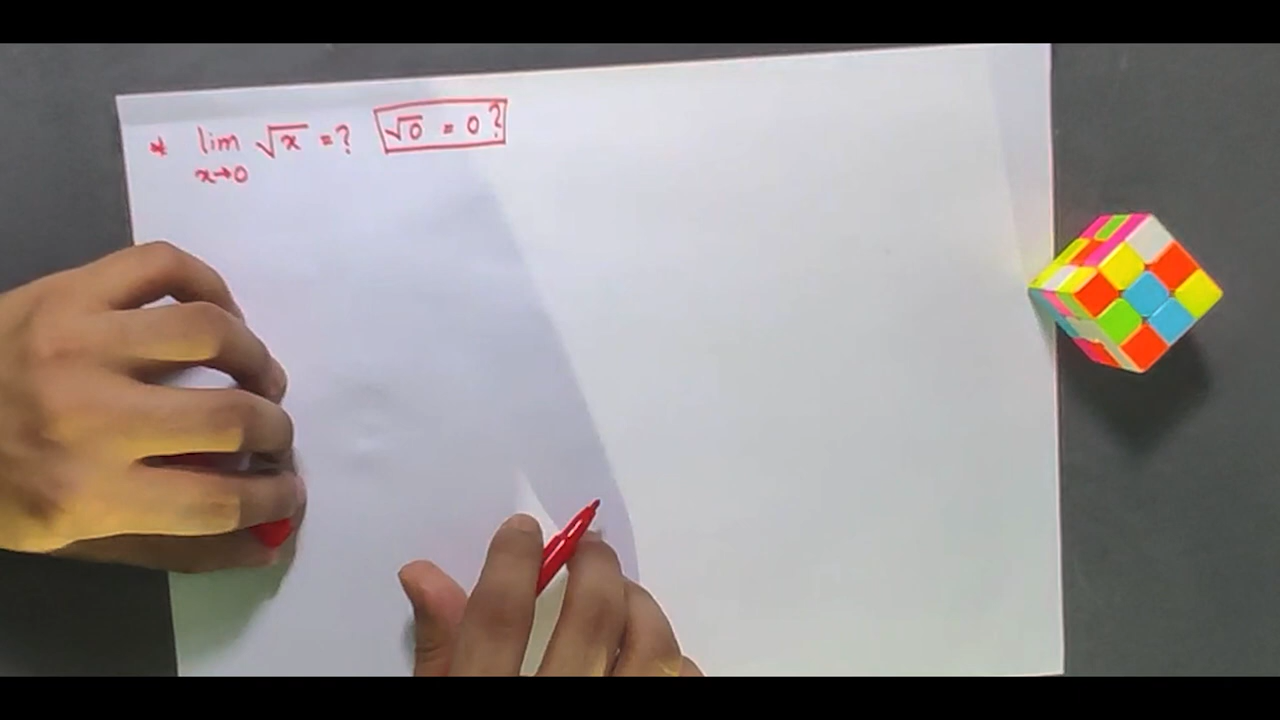 * lim √x = ? √0 = 0 ?
x→0